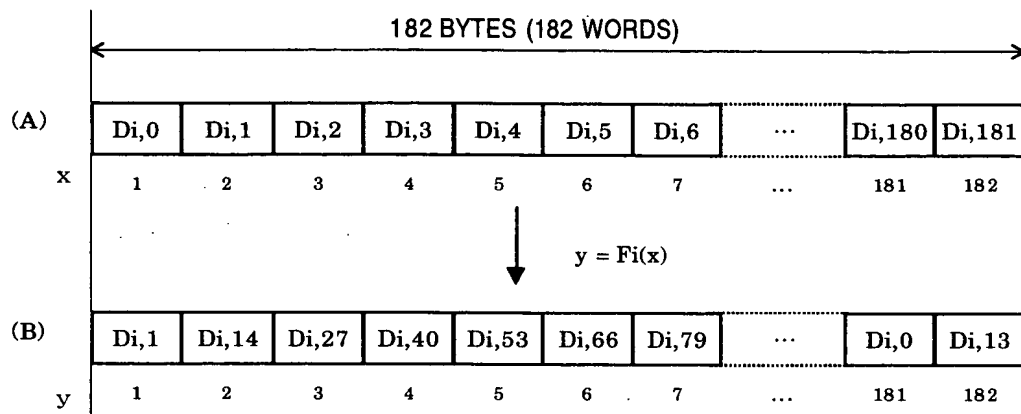 182 BYTES (182 WORDS)
(A) Di,0 Di,1 Di,2 Di,3 Di,4 Di,5 Di,6 ... Di,180 Di,181
x 1 2 3 4 5 6 7 ... 181 182
y = Fi(x)
(B) Di,1 Di,14 Di,27 Di,40 Di,53 Di,66 Di,79 ... Di,0 Di,13
y 1 2 3 4 5 6 7 ... 181 182